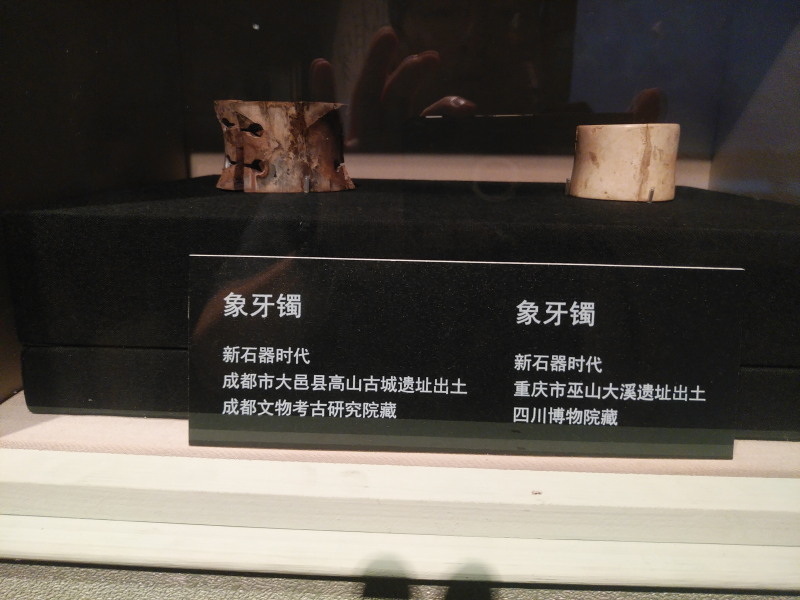 象牙镯
新石器时代
成都市大邑县高山古城遗址出土
成都文物考古研究院藏
象牙镯
新石器时代
重庆市巫山大溪遗址出土
四川博物院藏